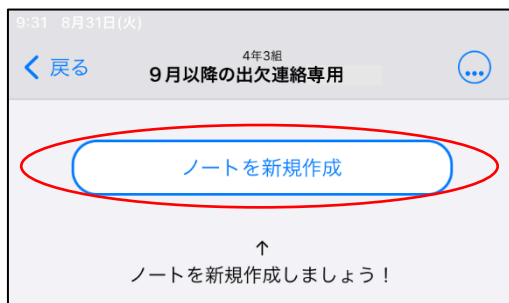 9:31 8月31日(火)
戻る
4年3組
９月以降の出欠連絡専用
ノートを新規作成
↑
ノートを新規作成しましょう！